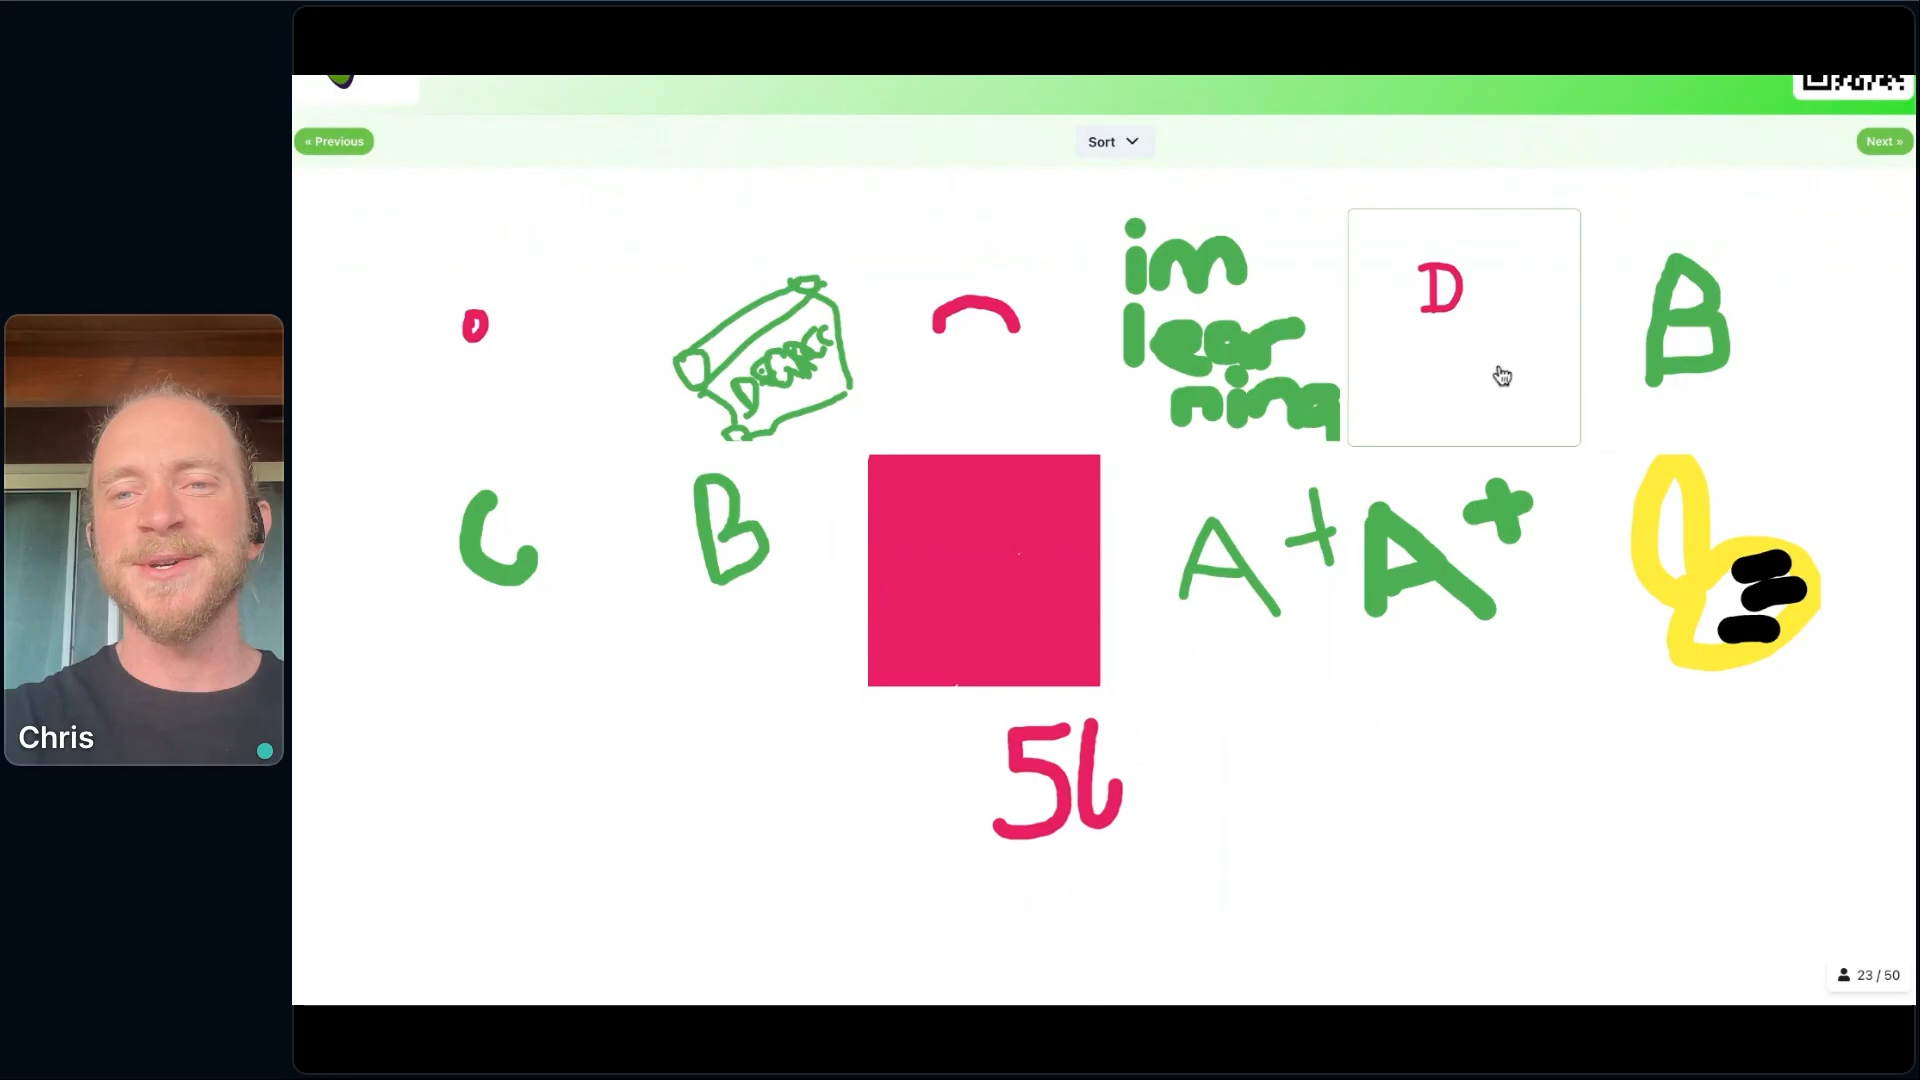 « Previous
Sort
Next »
im
lear
ning
D
B
C
B
A+
A+
56
Chris
23 / 50